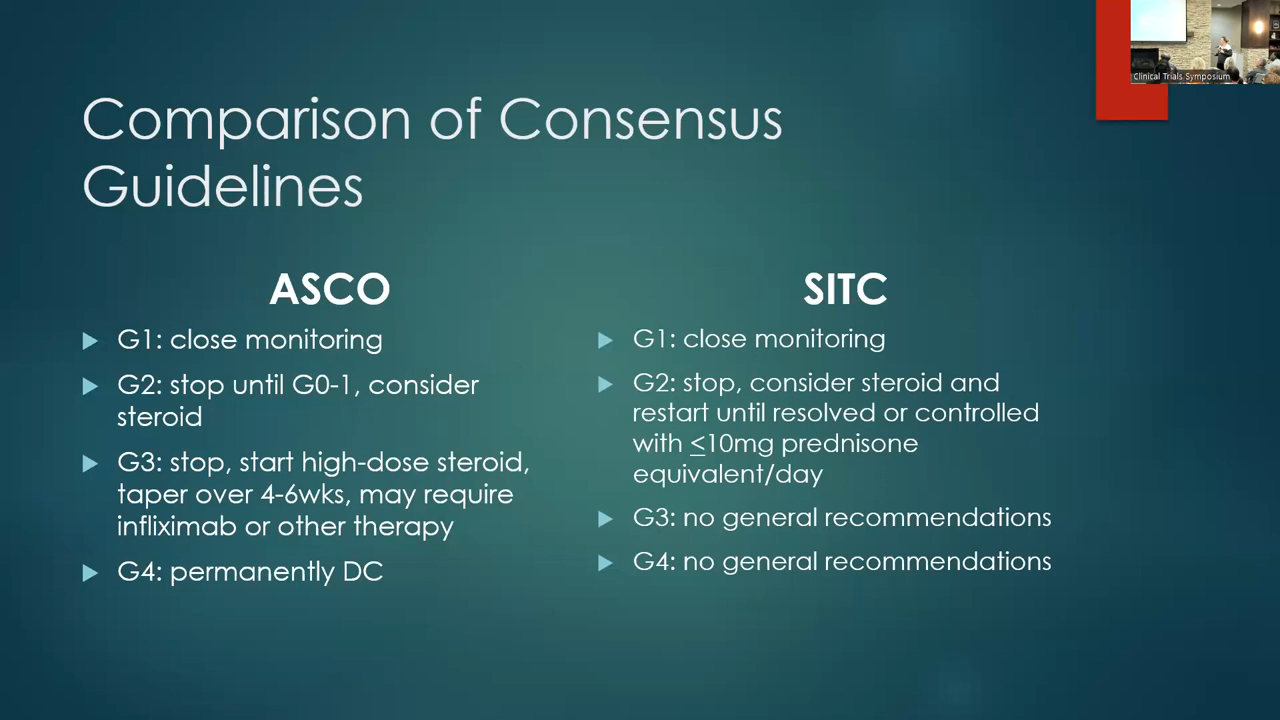 Clinical Trials Symposium
Comparison of Consensus
Guidelines
ASCO
G1: close monitoring
G2: stop until G0-1, consider
steroid
G3: stop, start high-dose steroid,
taper over 4-6wks, may require
infliximab or other therapy
G4: permanently DC
SITC
G1: close monitoring
G2: stop, consider steroid and
restart until resolved or controlled
with ≤10mg prednisone
equivalent/day
G3: no general recommendations
G4: no general recommendations